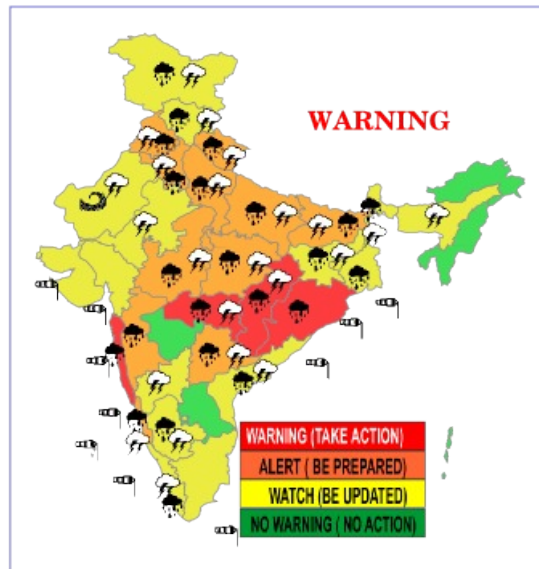 WARNING
WARNING (TAKE ACTION)
ALERT ( BE PREPARED)
WATCH (BE UPDATED)
NO WARNING ( NO ACTION)